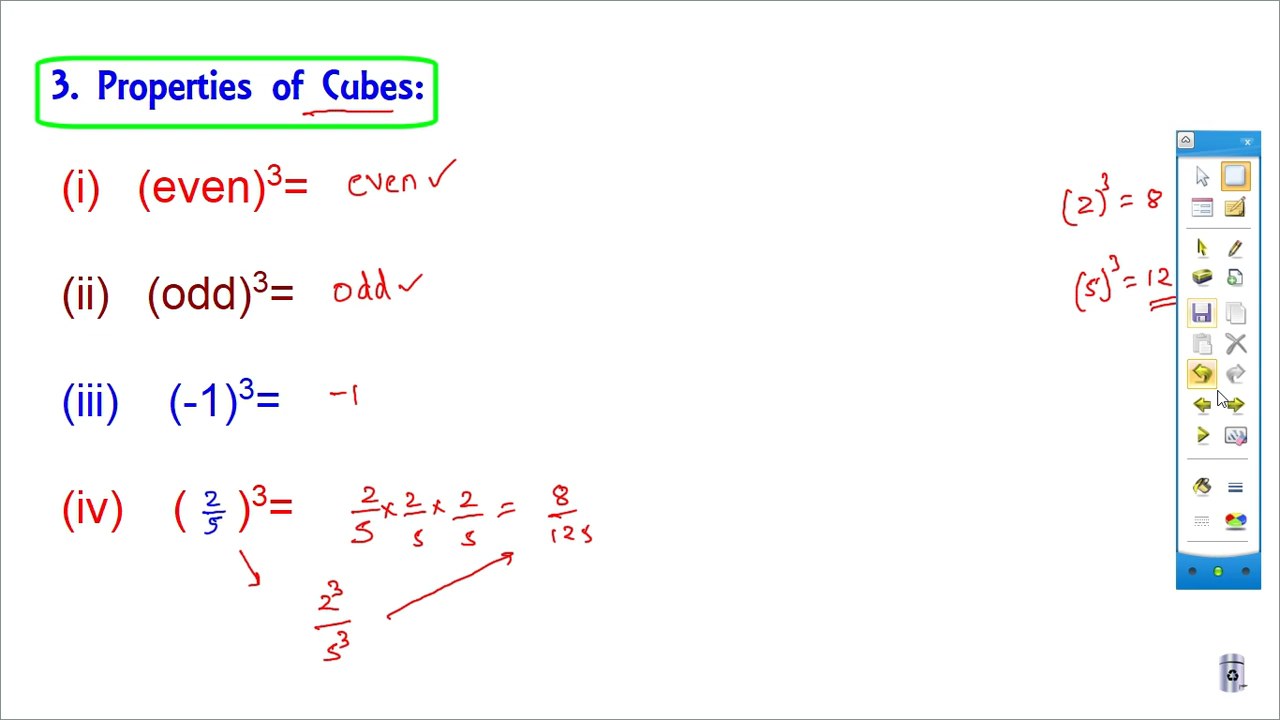 3. Properties of Cubes:
(i) (even)³= even ✓
(2)³ = 8
(ii) (odd)³= odd ✓
(5)³ = 12
(iii) (-1)³= -1
(iv) (2/5)³= 2/5 × 2/5 × 2/5 = 8/125
2³/5³